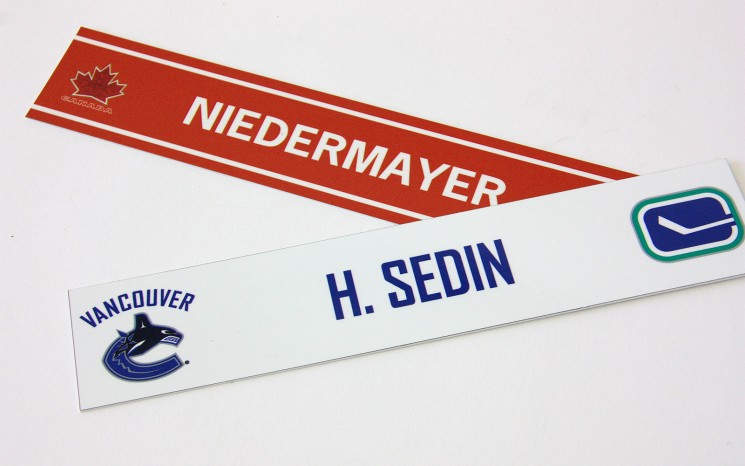 CANADA
NIEDERMAYER
VANCOUVER
H. SEDIN